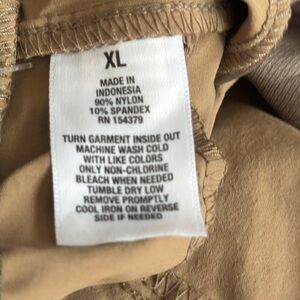 XL
MADE IN
INDONESIA
90% NYLON
10% SPANDEX
RN 154379
TURN GARMENT INSIDE OUT
MACHINE WASH COLD
WITH LIKE COLORS
ONLY NON-CHLORINE
BLEACH WHEN NEEDED
TUMBLE DRY LOW
REMOVE PROMPTLY
COOL IRON ON REVERSE
SIDE IF NEEDED